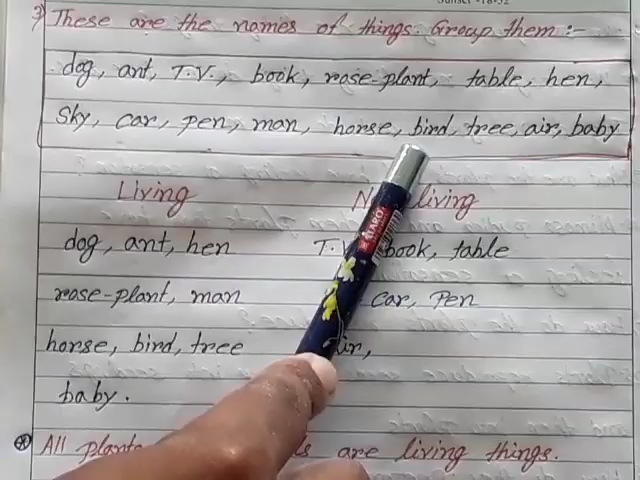 3) These are the names of things. Group them :-
dog, ant, T.V., book, rose-plant, table, hen,
Sky, car, pen, man, horse, bird, tree, air, baby
Living living
dog, ant, hen book, table
rose-plant, man car, Pen
horse, bird, tree
baby.
All are living things.